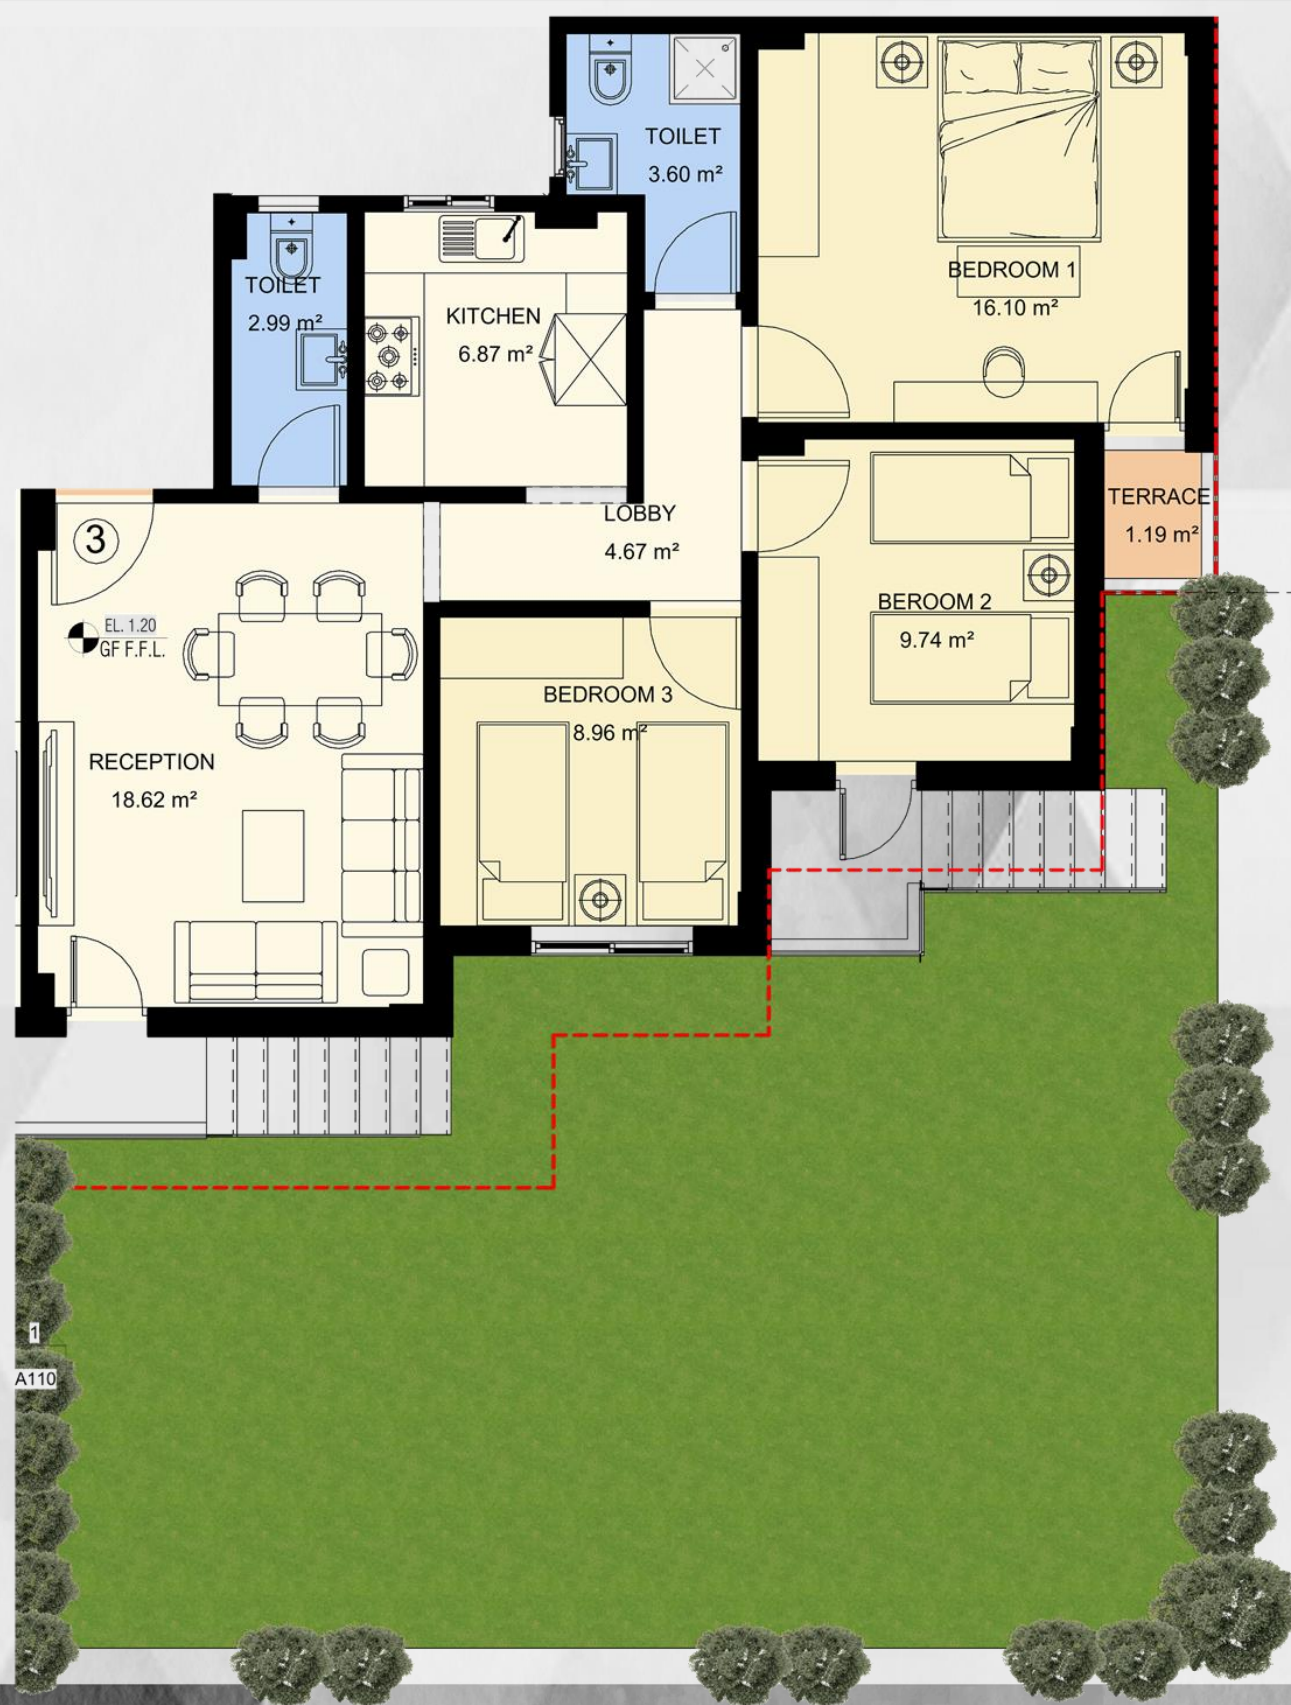 TOILET
3.60 m²
BEDROOM 1
16.10 m²
TOILET
2.99 m²
KITCHEN
6.87 m²
TERRACE
1.19 m²
LOBBY
4.67 m²
3
BEROOM 2
9.74 m²
EL. 1.20
GF F.F.L.
BEDROOM 3
8.96 m²
RECEPTION
18.62 m²
1
A110